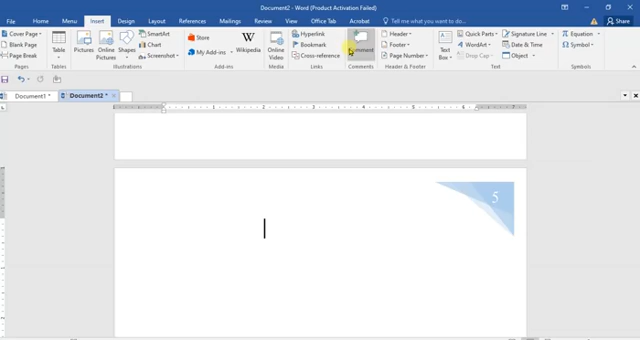 Document2 - Word (Product Activation Failed)
File Home Menu Insert Design Layout References Mailings Review View Office Tab Acrobat Tell me what you want to do... Share
Cover Page
Blank Page
Page Break
Pages
Table
Tables
Pictures
Online Pictures
Shapes
SmartArt
Chart
Screenshot
Illustrations
Store
My Add-ins
Wikipedia
Add-ins
Online Video
Media
Hyperlink
Bookmark
Cross-reference
Links
Comment
Comments
Header
Footer
Page Number
Header & Footer
Text Box
Quick Parts
WordArt
Drop Cap
Signature Line
Date & Time
Object
Text
Equation
Symbol
Symbols
Document1 *
Document2 *
5